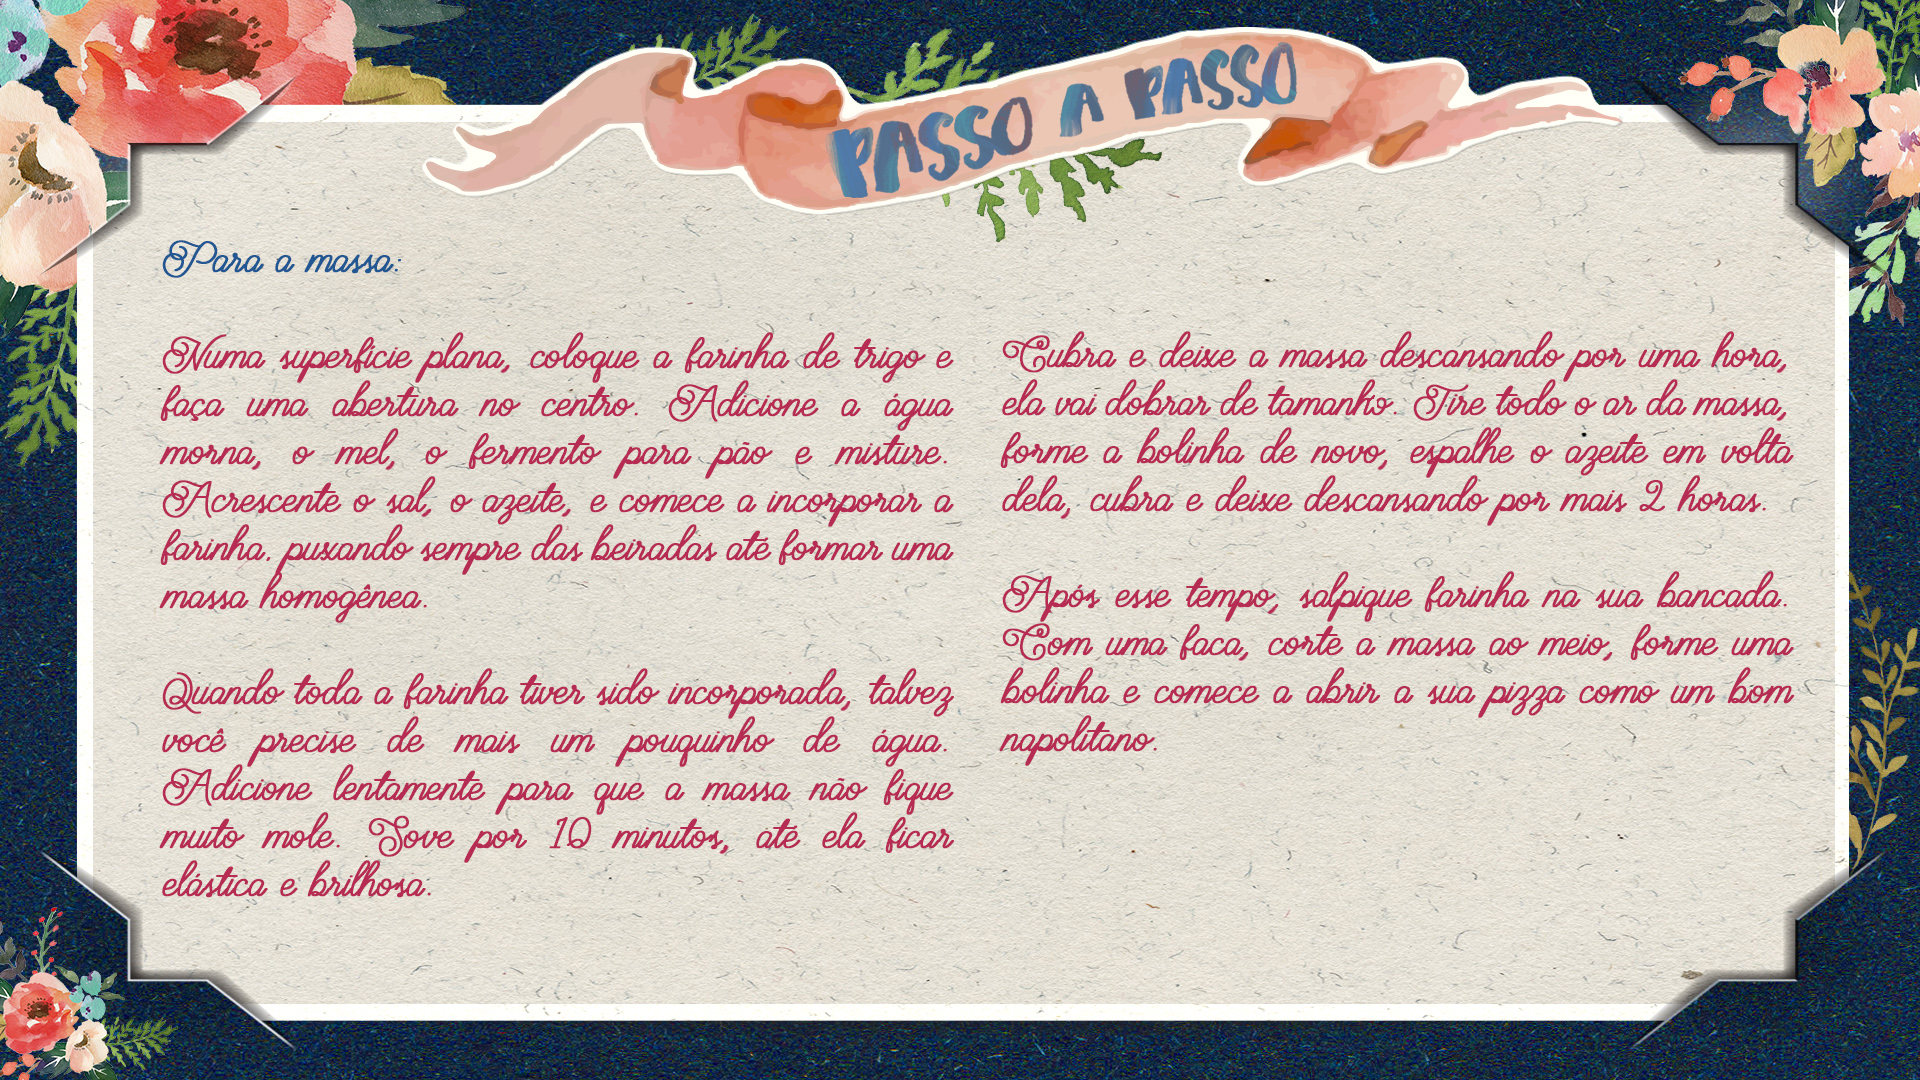 PASSO A PASSO
Para a massa:
Numa superfície plana, coloque a farinha de trigo e
faça uma abertura no centro. Adicione a água
morna, o mel, o fermento para pão e misture.
Acrescente o sal, o azeite, e comece a incorporar a
farinha. puxando sempre das beiradas até formar uma
massa homogênea.
Quando toda a farinha tiver sido incorporada, talvez
você precise de mais um pouquinho de água.
Adicione lentamente para que a massa não fique
muito mole. Sove por 10 minutos, até ela ficar
elástica e brilhosa.
Cubra e deixe a massa descansando por uma hora,
ela vai dobrar de tamanho. Tire todo o ar da massa,
forme a bolinha de novo, espalhe o azeite em volta
dela, cubra e deixe descansando por mais 2 horas.
Após esse tempo, salpique farinha na sua bancada.
Com uma faca, corte a massa ao meio, forme uma
bolinha e comece a abrir a sua pizza como um bom
napolitano.